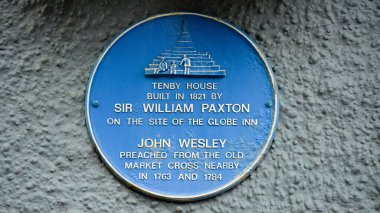 TENBY HOUSE
BUILT IN 1821 BY
SIR WILLIAM PAXTON
ON THE SITE OF THE GLOBE INN
JOHN WESLEY
PREACHED FROM THE OLD
MARKET CROSS NEARBY
IN 1763 AND 1784